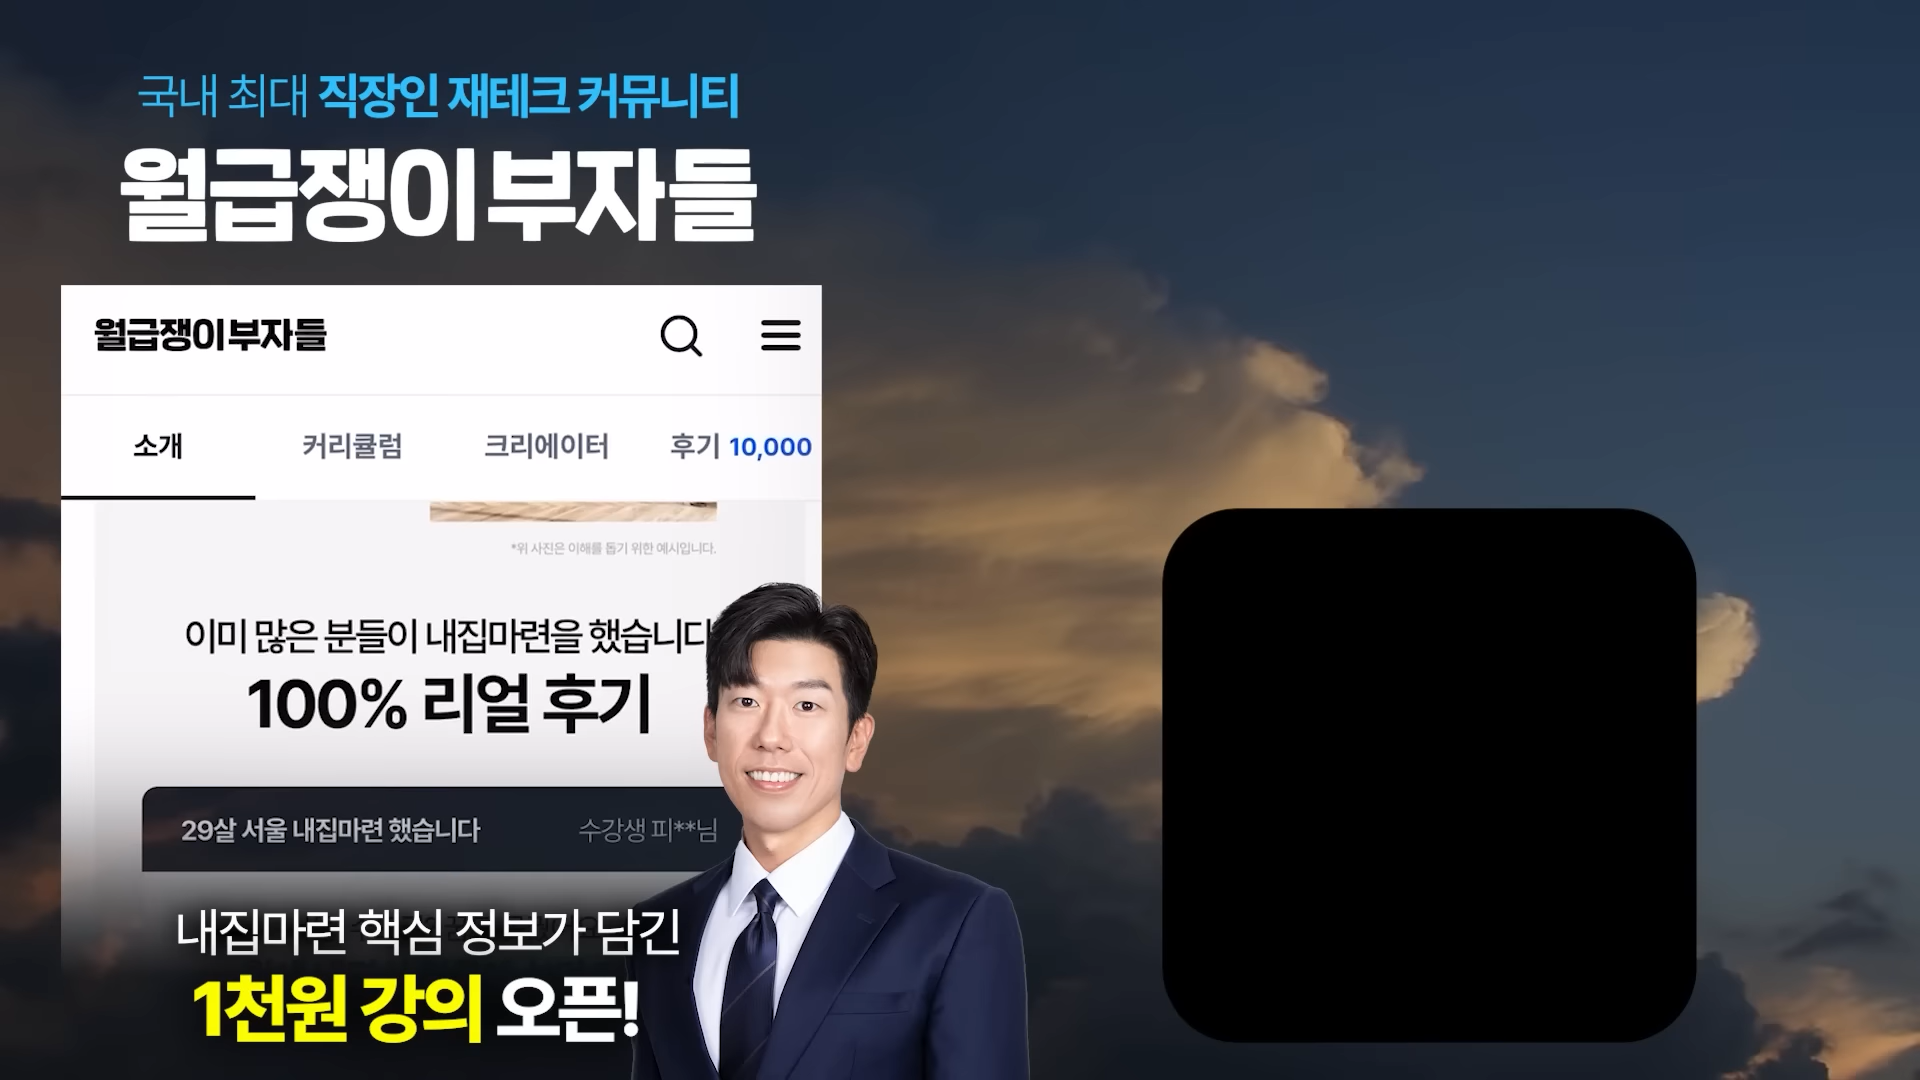 국내 최대 직장인 재테크 커뮤니티
월급쟁이부자들
월급쟁이부자들
소개 커리큘럼 크리에이터 후기 10,000
*위 사진은 이해를 돕기 위한 예시입니다.
이미 많은 분들이 내집마련을 했습니다
100% 리얼 후기
29살 서울 내집마련 했습니다 수강생 피**님
내집마련 핵심 정보가 담긴
1천원 강의 오픈!